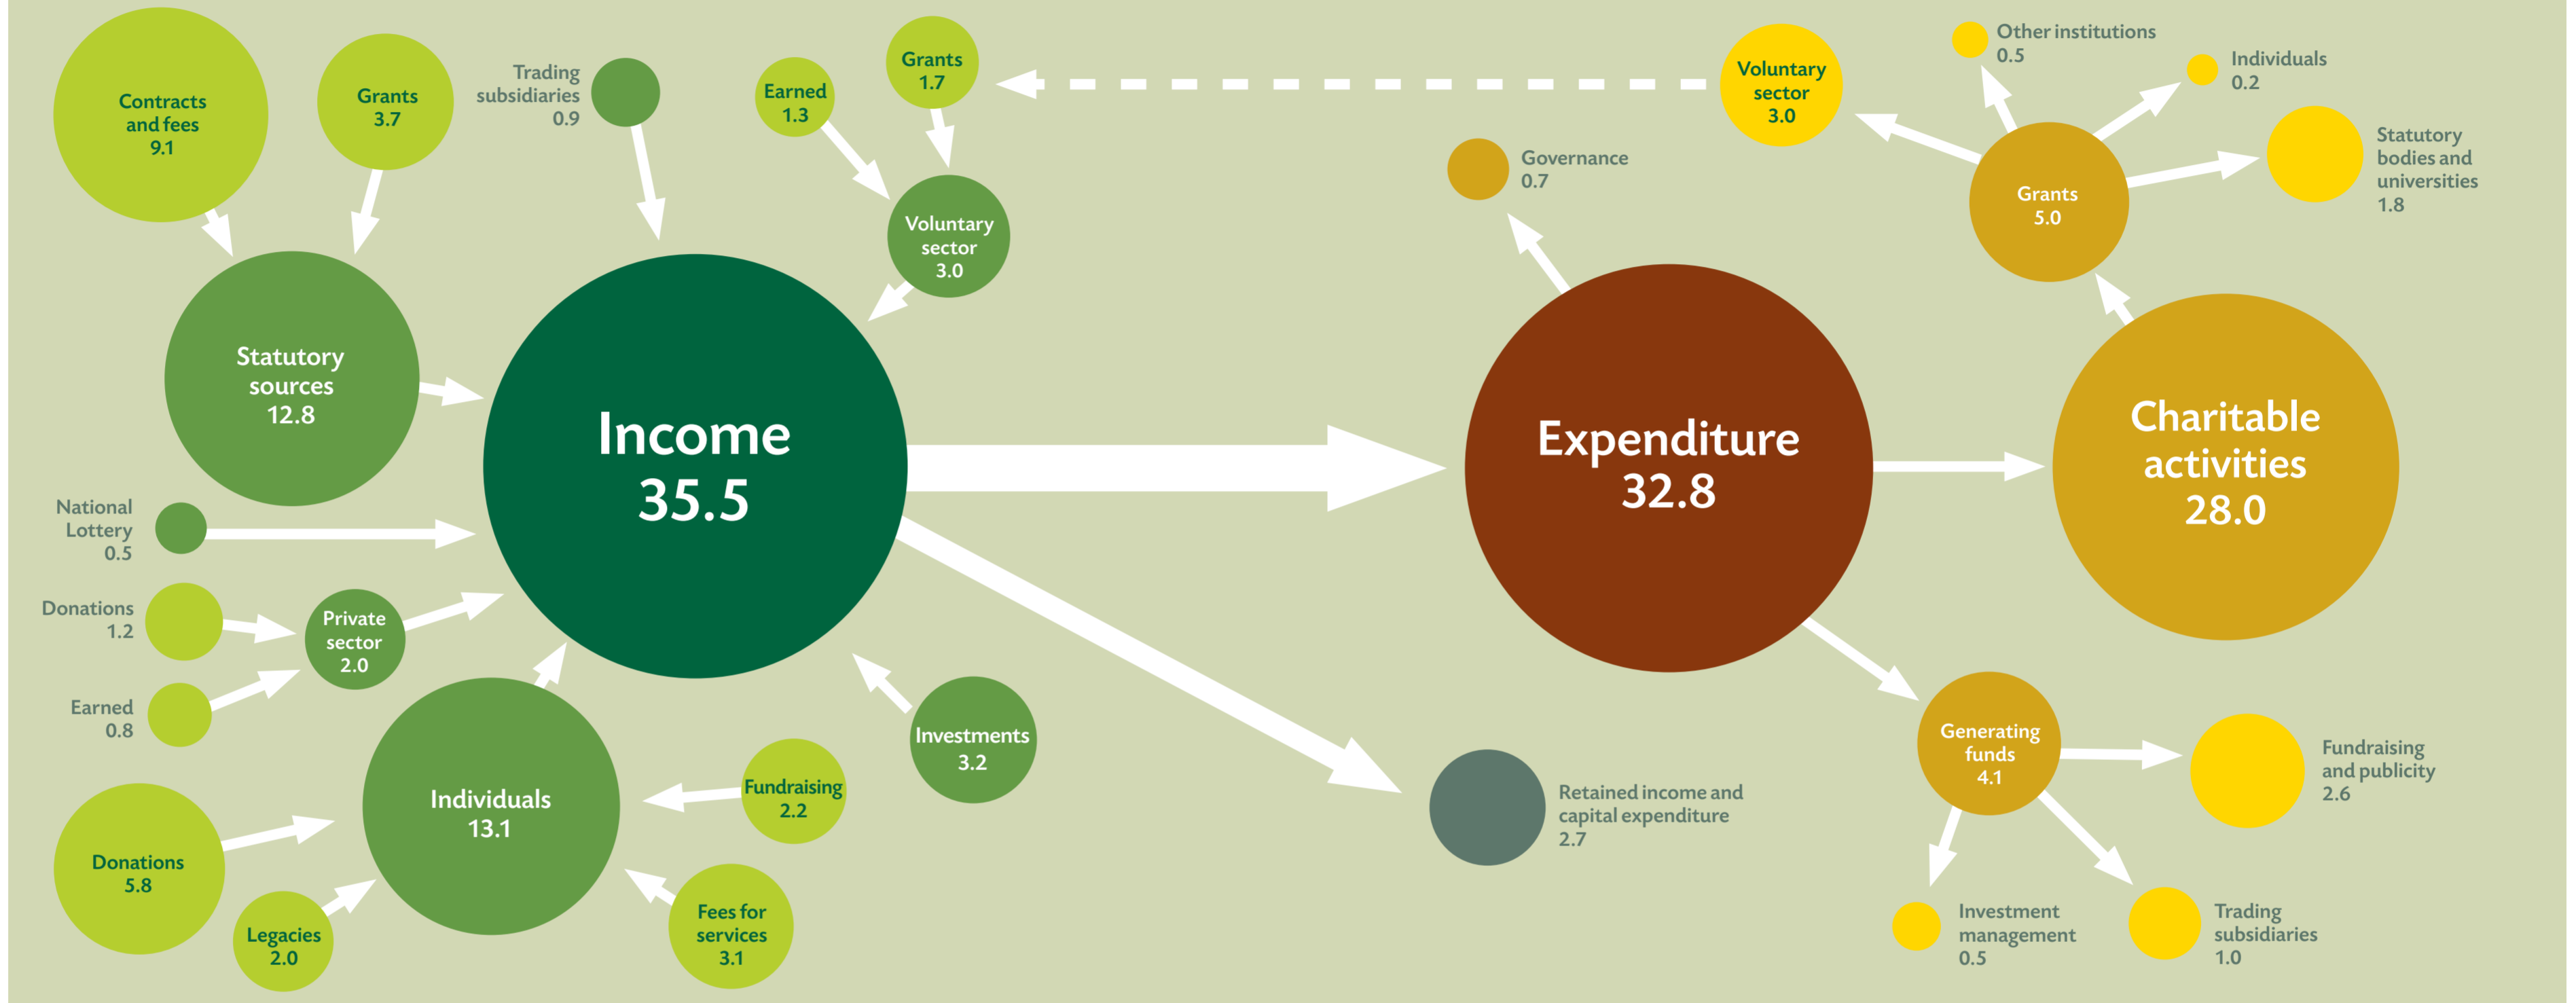 Contracts
and fees
9.1
Grants
3.7
Trading
subsidiaries
0.9
Earned
1.3
Grants
1.7
Voluntary
sector
3.0
Statutory
sources
12.8
Income
35.5
National
Lottery
0.5
Donations
1.2
Private
sector
2.0
Earned
0.8
Individuals
13.1
Donations
5.8
Legacies
2.0
Fundraising
2.2
Fees for
services
3.1
Investments
3.2
Voluntary
sector
3.0
Other institutions
0.5
Individuals
0.2
Statutory
bodies and
universities
1.8
Grants
5.0
Governance
0.7
Expenditure
32.8
Charitable
activities
28.0
Retained income and
capital expenditure
2.7
Generating
funds
4.1
Fundraising
and publicity
2.6
Investment
management
0.5
Trading
subsidiaries
1.0